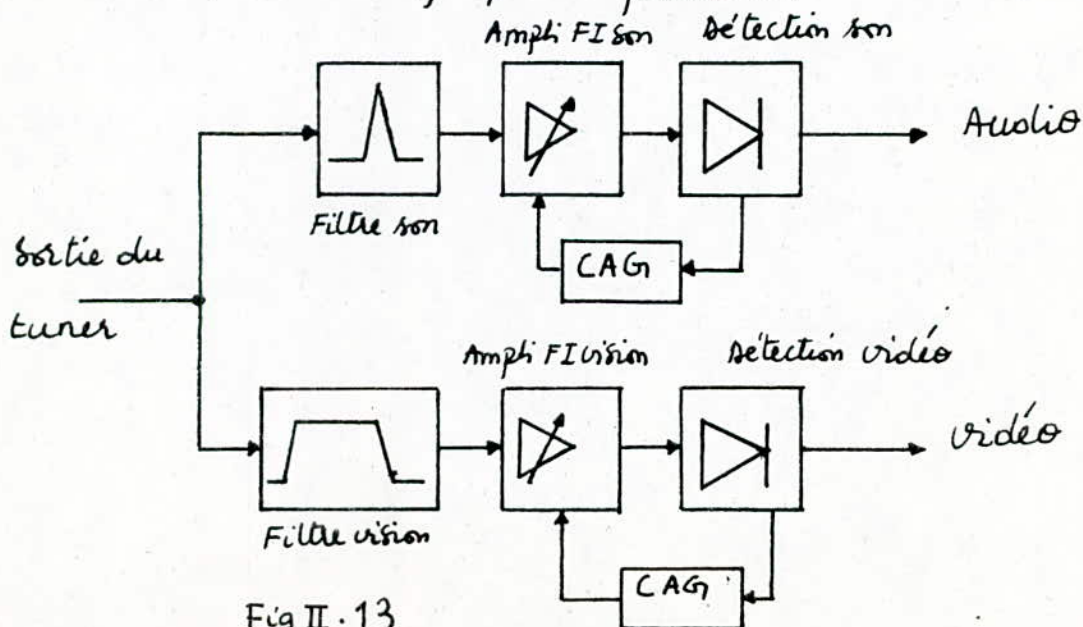 Ampli FI Son Détection son
Audio
Filtre son
CAG
Sortie du
tuner
Ampli FI vision Détection vidéo
vidéo
Filtre vision
CAG
Fig II.13